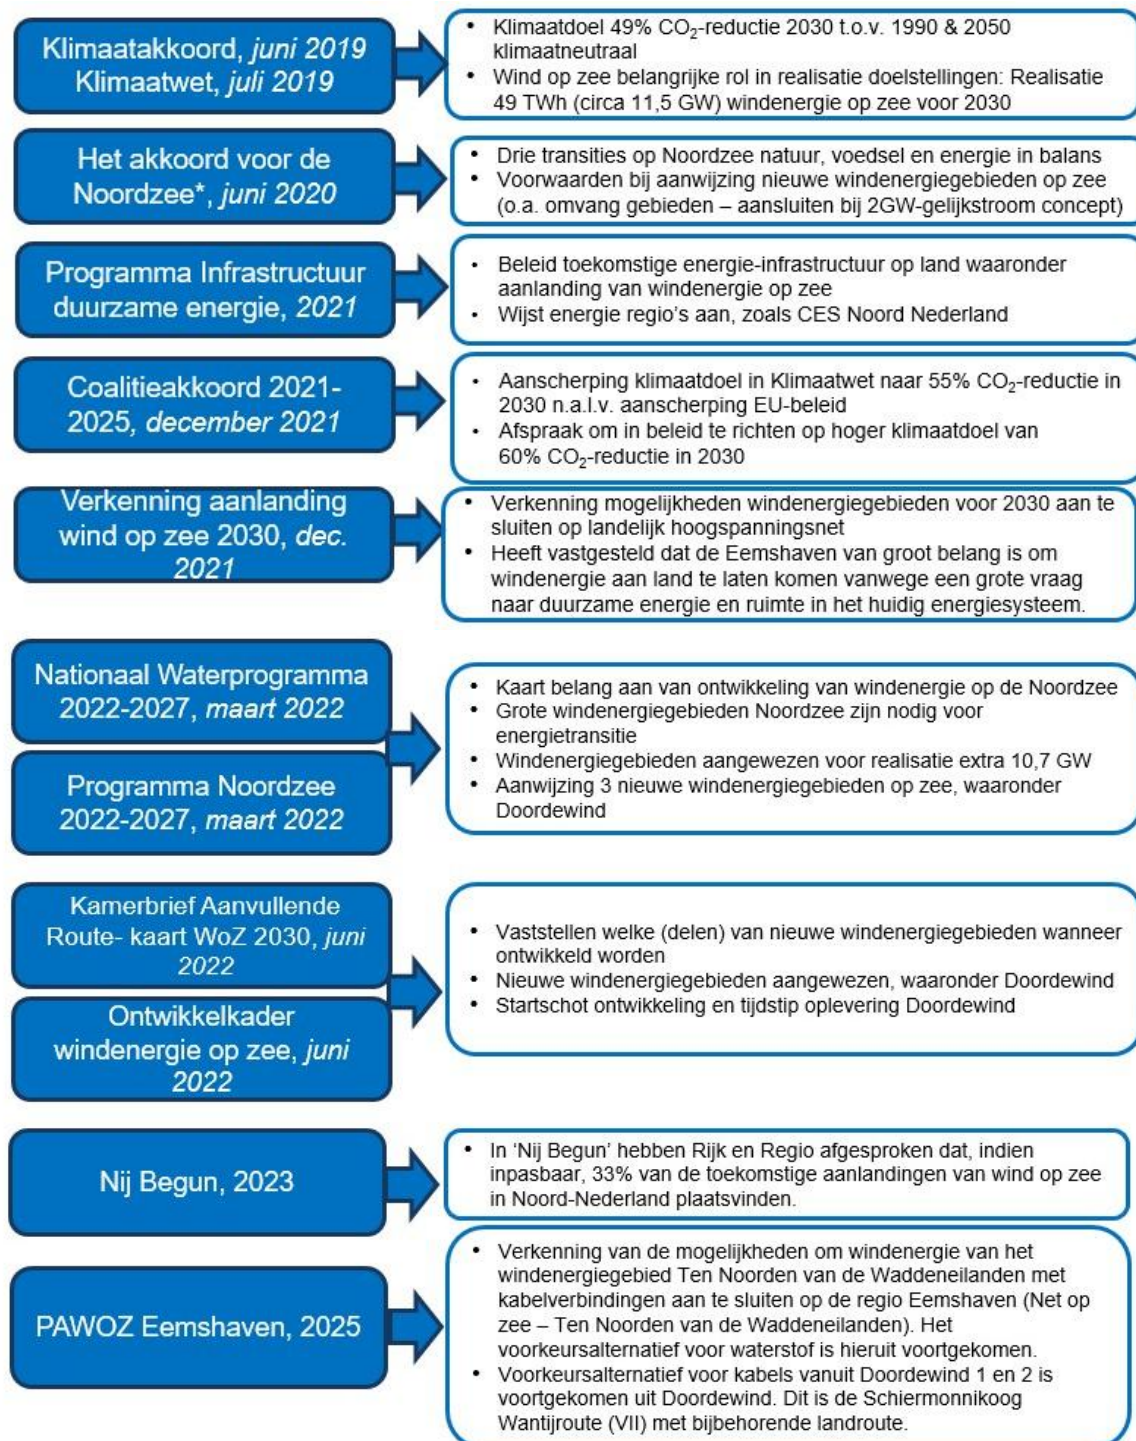 Klimaatakkoord, juni 2019
Klimaatwet, juli 2019
• Klimaatdoel 49% CO₂-reductie 2030 t.o.v. 1990 & 2050
klimaatneutraal
• Wind op zee belangrijke rol in realisatie doelstellingen: Realisatie
49 TWh (circa 11,5 GW) windenergie op zee voor 2030
Het akkoord voor de
Noordzee*, juni 2020
• Drie transities op Noordzee natuur, voedsel en energie in balans
• Voorwaarden bij aanwijzing nieuwe windenergiegebieden op zee
(o.a. omvang gebieden – aansluiten bij 2GW-gelijkstroom concept)
Programma Infrastructuur
duurzame energie, 2021
• Beleid toekomstige energie-infrastructuur op land waaronder
aanlanding van windenergie op zee
• Wijst energie regio's aan, zoals CES Noord Nederland
Coalitieakkoord 2021-
2025, december 2021
• Aanscherping klimaatdoel in Klimaatwet naar 55% CO₂-reductie in
2030 n.a.l.v. aanscherping EU-beleid
• Afspraak om in beleid te richten op hoger klimaatdoel van
60% CO₂-reductie in 2030
Verkenning aanlanding
wind op zee 2030, dec.
2021
• Verkenning mogelijkheden windenergiegebieden voor 2030 aan te
sluiten op landelijk hoogspanningsnet
• Heeft vastgesteld dat de Eemshaven van groot belang is om
windenergie aan land te laten komen vanwege een grote vraag
naar duurzame energie en ruimte in het huidig energiesysteem.
Nationaal Waterprogramma
2022-2027, maart 2022
Programma Noordzee
2022-2027, maart 2022
• Kaart belang aan van ontwikkeling van windenergie op de Noordzee
• Grote windenergiegebieden Noordzee zijn nodig voor
energietransitie
• Windenergiegebieden aangewezen voor realisatie extra 10,7 GW
• Aanwijzing 3 nieuwe windenergiegebieden op zee, waaronder
Doordewind
Kamerbrief Aanvullende
Route- kaart WoZ 2030, juni
2022
Ontwikkelkader
windenergie op zee, juni
2022
• Vaststellen welke (delen) van nieuwe windenergiegebieden wanneer
ontwikkeld worden
• Nieuwe windenergiegebieden aangewezen, waaronder Doordewind
• Startschot ontwikkeling en tijdstip oplevering Doordewind
Nij Begun, 2023
• In ‘Nij Begun’ hebben Rijk en Regio afgesproken dat, indien
inpasbaar, 33% van de toekomstige aanlandingen van wind op zee
in Noord-Nederland plaatsvinden.
PAWOZ Eemshaven, 2025
• Verkenning van de mogelijkheden om windenergie van het
windenergiegebied Ten Noorden van de Waddeneilanden met
kabelverbindingen aan te sluiten op de regio Eemshaven (Net op
zee – Ten Noorden van de Waddeneilanden). Het
voorkeursalternatief voor waterstof is hieruit voortgekomen.
• Voorkeursalternatief voor kabels vanuit Doordewind 1 en 2 is
voortgekomen uit Doordewind. Dit is de Schiermonnikoog
Wantijroute (VII) met bijbehorende landroute.